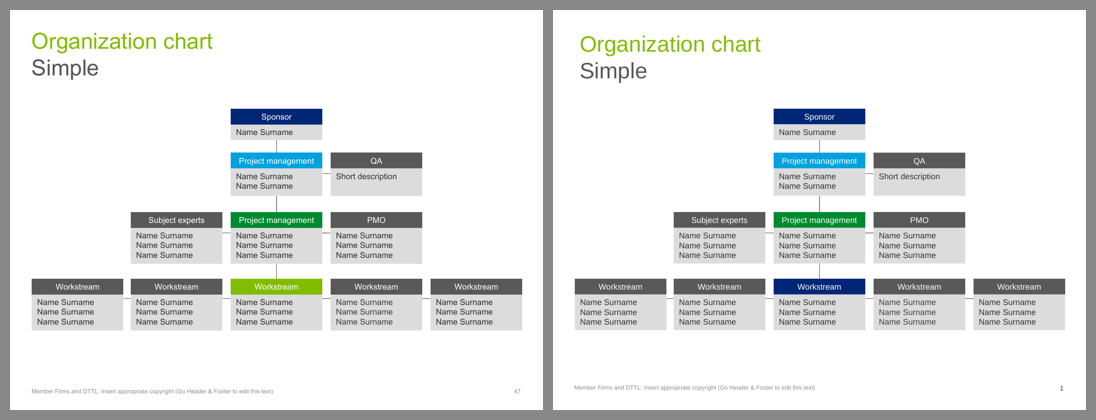 Organization chart
Simple
Sponsor
Name Surname
Project management
Name Surname
Name Surname
QA
Short description
Subject experts
Name Surname
Name Surname
Name Surname
Project management
Name Surname
Name Surname
Name Surname
PMO
Name Surname
Name Surname
Name Surname
Workstream
Name Surname
Name Surname
Name Surname
Workstream
Name Surname
Name Surname
Name Surname
Workstream
Name Surname
Name Surname
Name Surname
Workstream
Name Surname
Name Surname
Name Surname
Workstream
Name Surname
Name Surname
Name Surname
Member Firms and DTTL: Insert appropriate copyright (Go Header & Footer to edit this text)
47
Organization chart
Simple
Sponsor
Name Surname
Project management
Name Surname
Name Surname
QA
Short description
Subject experts
Name Surname
Name Surname
Name Surname
Project management
Name Surname
Name Surname
Name Surname
PMO
Name Surname
Name Surname
Name Surname
Workstream
Name Surname
Name Surname
Name Surname
Workstream
Name Surname
Name Surname
Name Surname
Workstream
Name Surname
Name Surname
Name Surname
Workstream
Name Surname
Name Surname
Name Surname
Workstream
Name Surname
Name Surname
Name Surname
Member Firms and DTTL: Insert appropriate copyright (Go Header & Footer to edit this text)
1